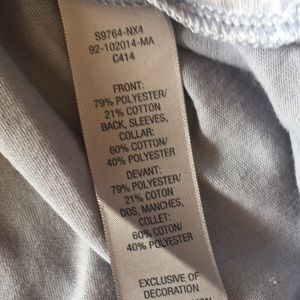 S9764-NX4
92-102014-MA
C414
FRONT:
79% POLYESTER/
21% COTTON
BACK, SLEEVES,
COLLAR:
60% COTTON/
40% POLYESTER
DEVANT:
79% POLYESTER/
21% COTON
DOS, MANCHES,
COLLET:
60% COTON/
40% POLYESTER
EXCLUSIVE OF
DECORATION